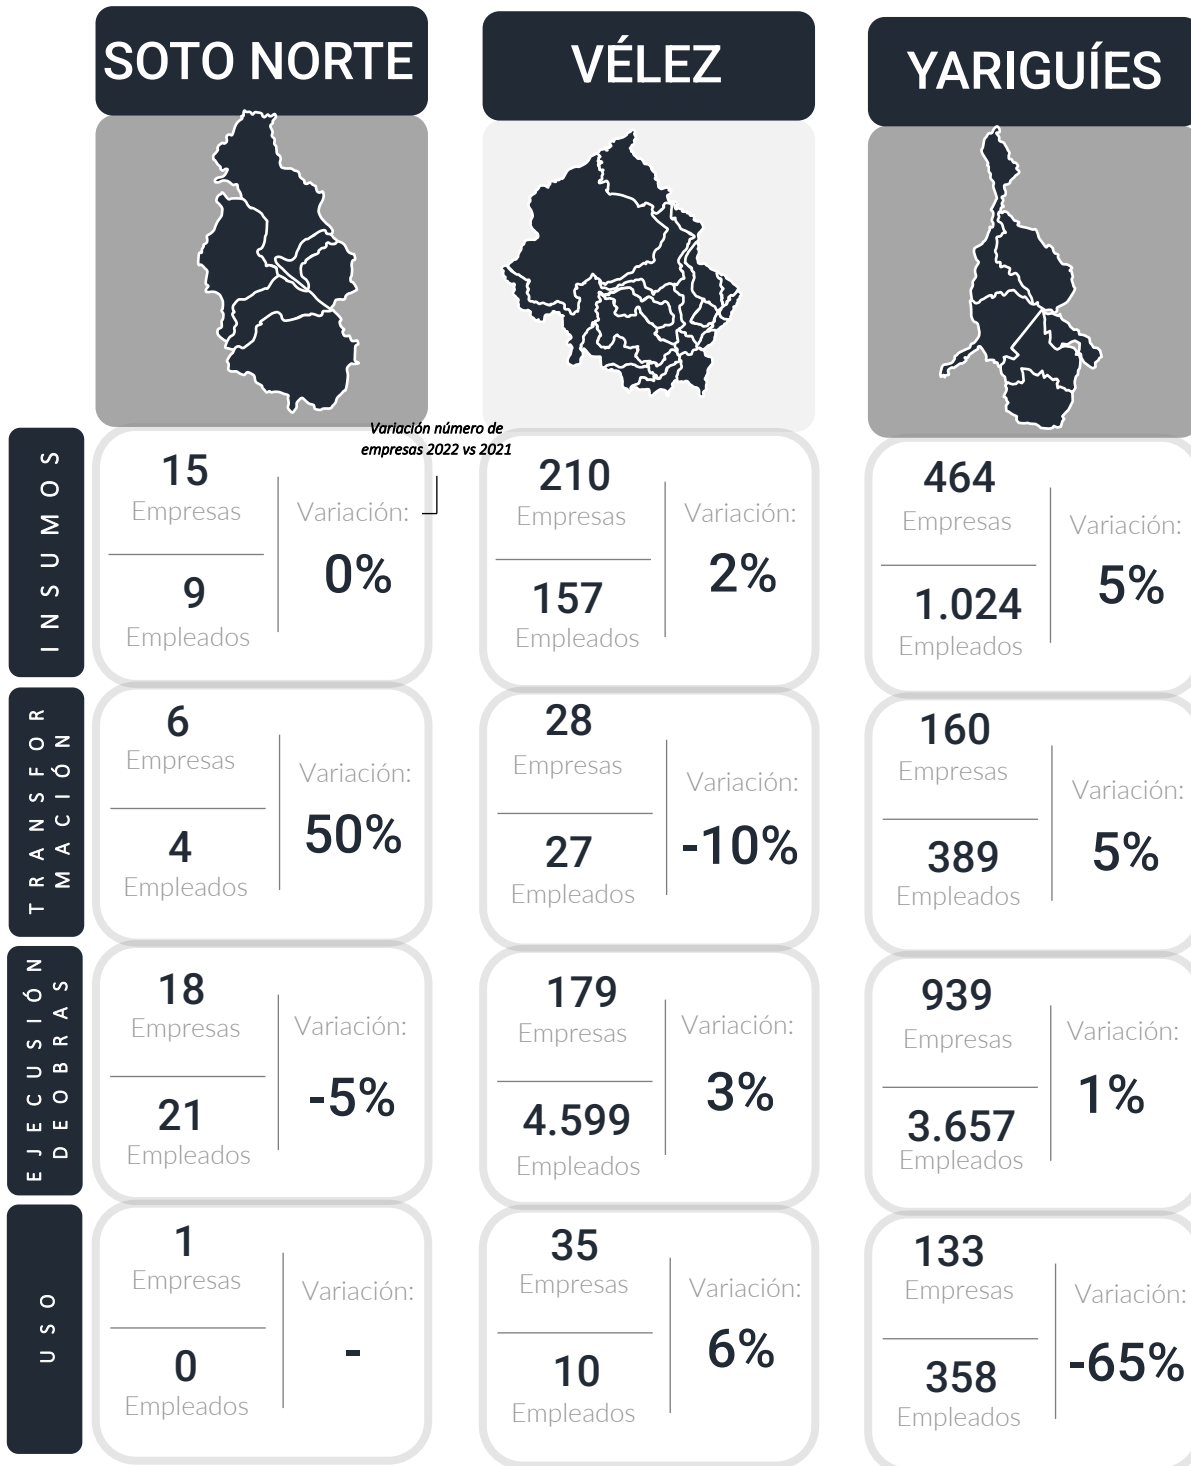 SOTO NORTE
VÉLEZ
YARIGUÍES
Variación número de
empresas 2022 vs 2021
INSUMOS
15
Empresas
9
Empleados
Variación:
0%
210
Empresas
157
Empleados
Variación:
2%
464
Empresas
1.024
Empleados
Variación:
5%
TRANSFOR
MACIÓN
6
Empresas
4
Empleados
Variación:
50%
28
Empresas
27
Empleados
Variación:
-10%
160
Empresas
389
Empleados
Variación:
5%
EJECUSIÓN
DEOBRAS
18
Empresas
21
Empleados
Variación:
-5%
179
Empresas
4.599
Empleados
Variación:
3%
939
Empresas
3.657
Empleados
Variación:
1%
USO
1
Empresas
0
Empleados
Variación:
-
35
Empresas
10
Empleados
Variación:
6%
133
Empresas
358
Empleados
Variación:
-65%